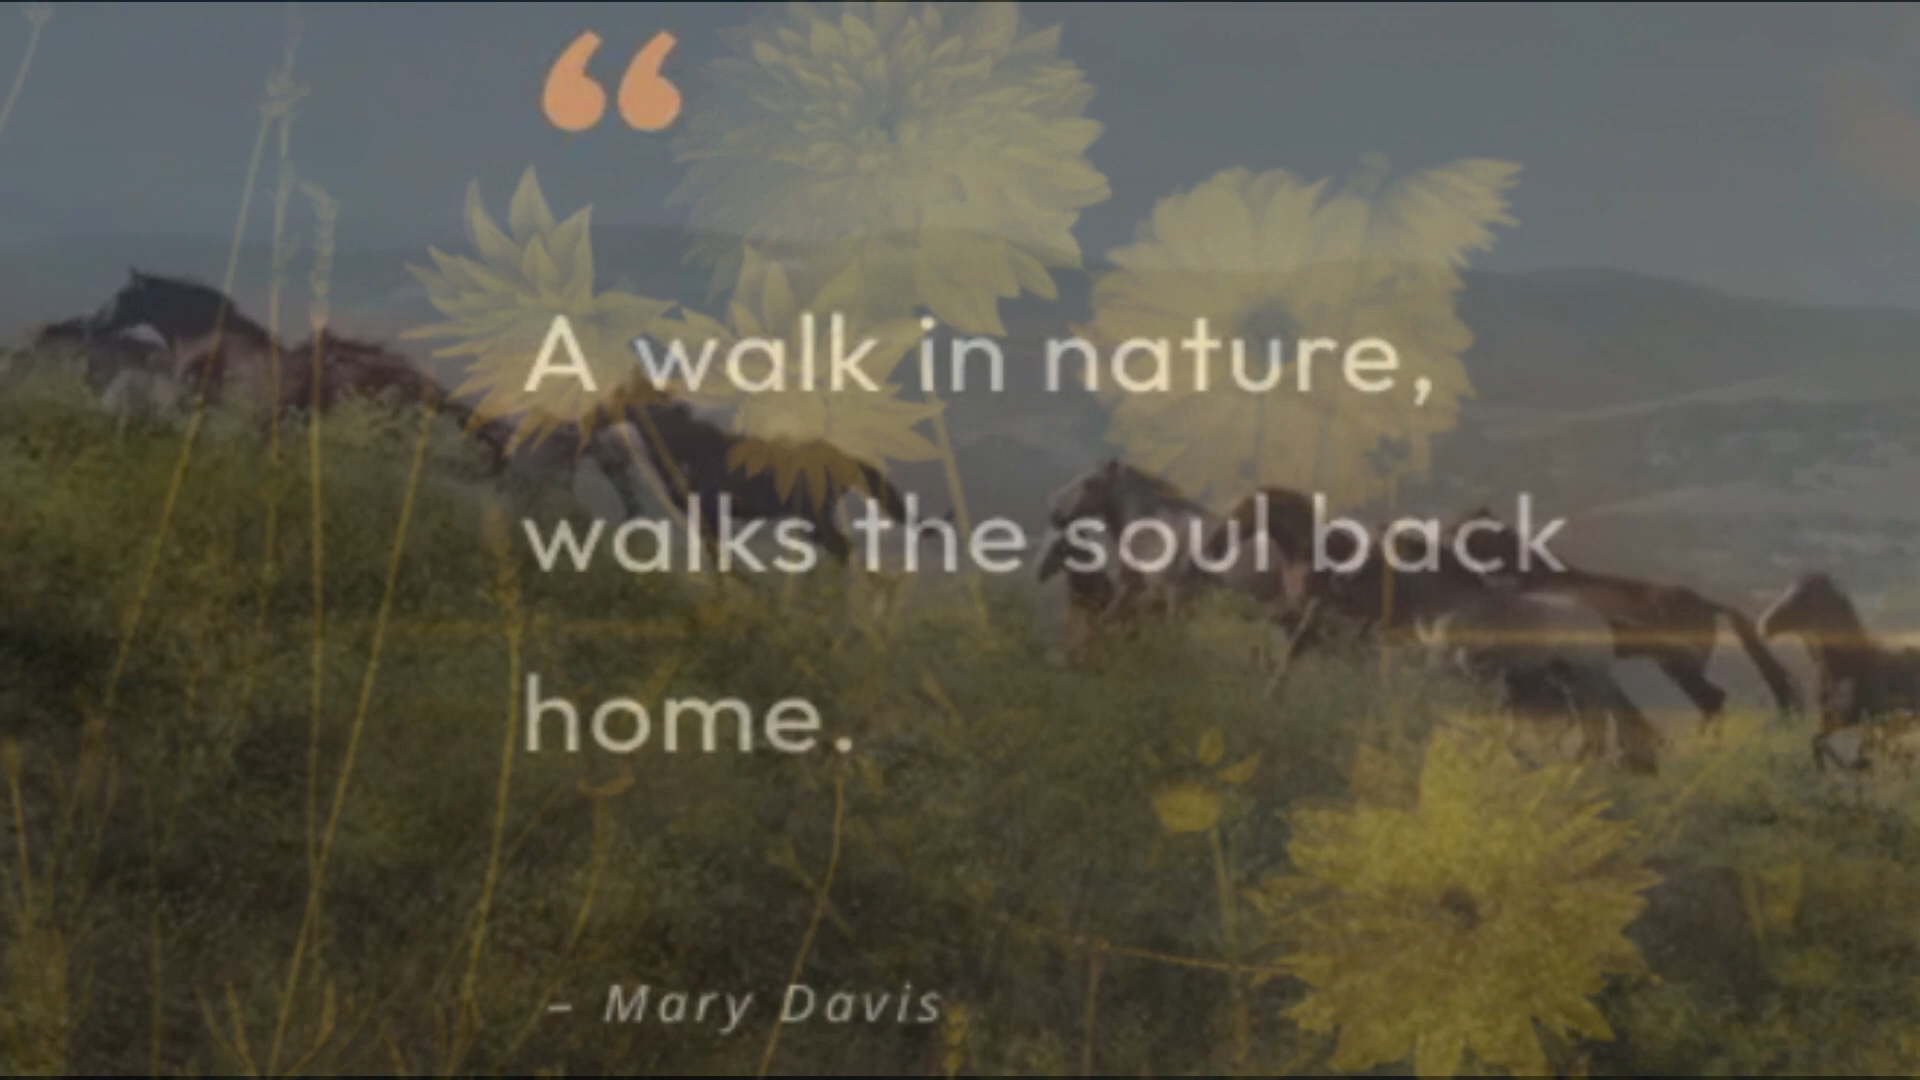 “
A walk in nature,
walks the soul back
home.
– Mary Davis